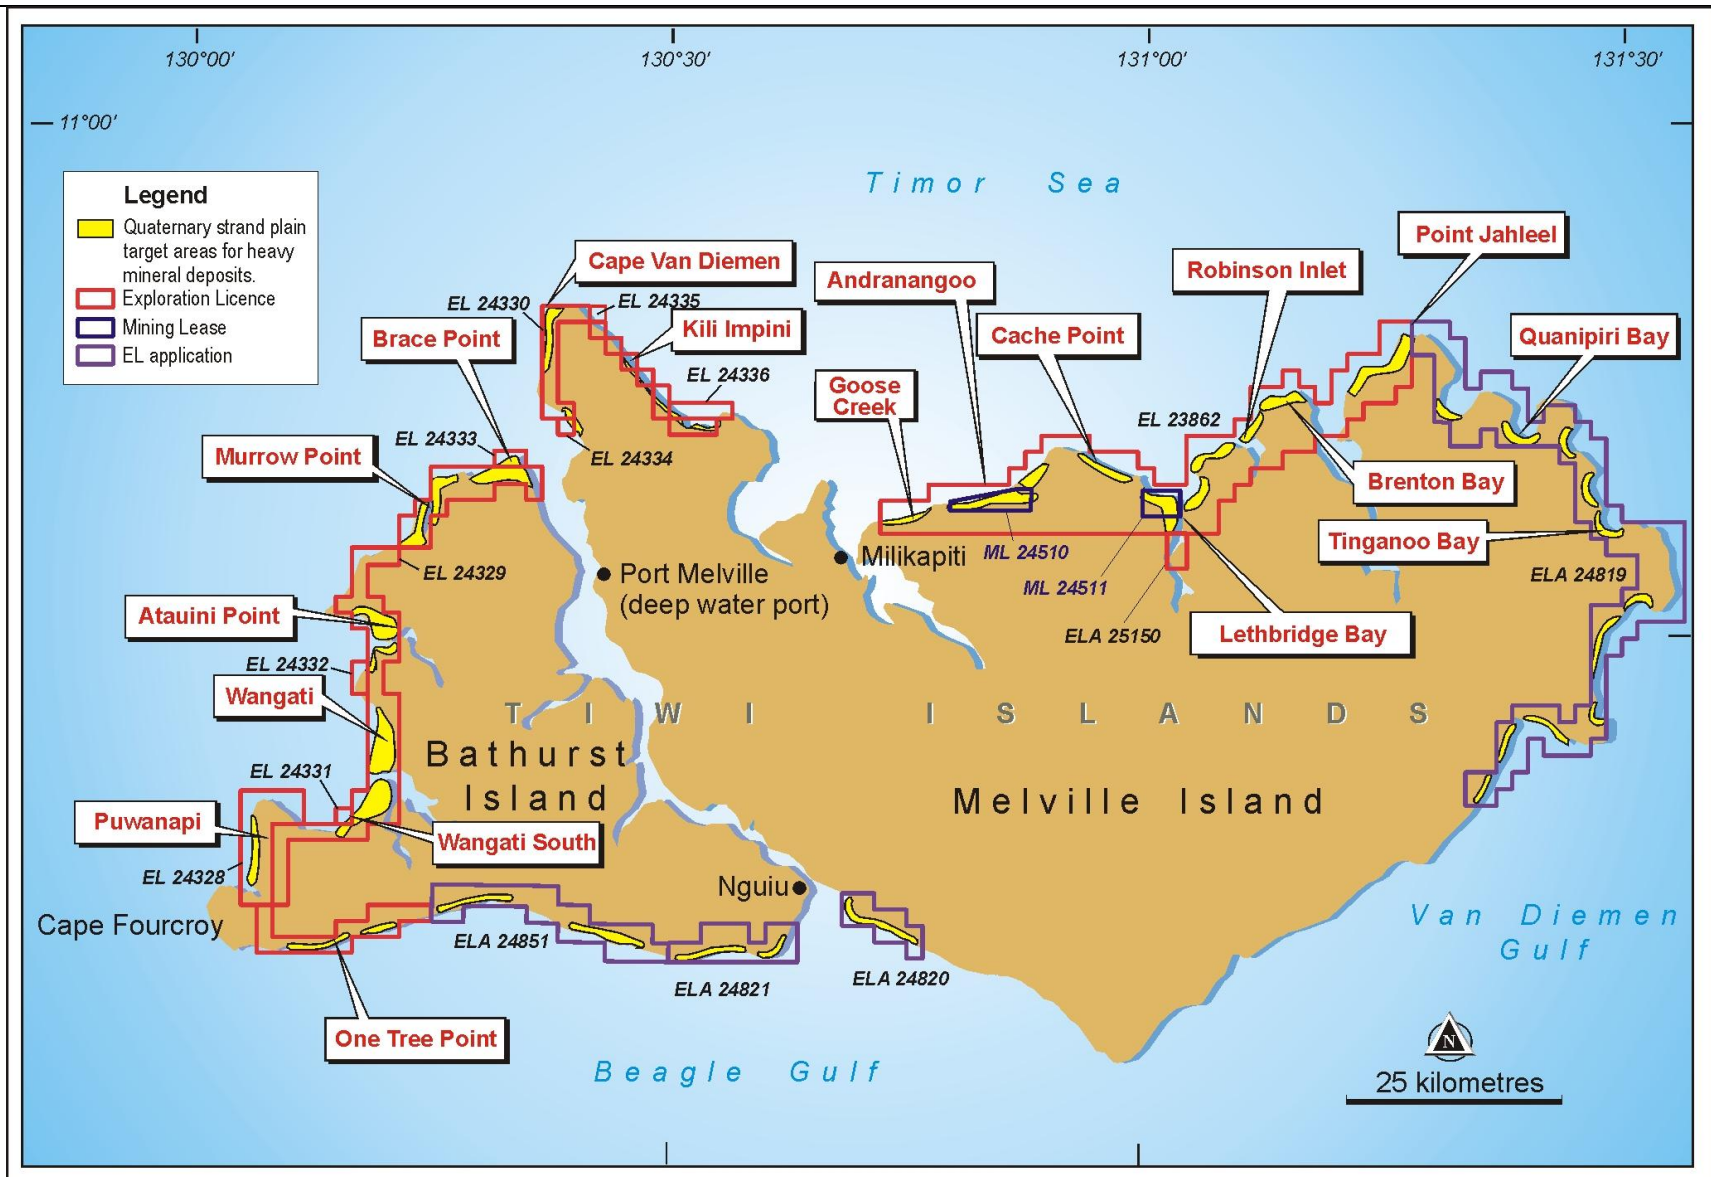 130°00'
130°30'
131°00'
131°30'
11°00'
Timor Sea
Legend
Quaternary strand plain
target areas for heavy
mineral deposits.
Exploration Licence
Mining Lease
EL application
Cape Van Diemen
EL 24330
EL 24335
Kili Impini
Brace Point
EL 24336
Andranangoo
Cache Point
Robinson Inlet
Point Jahleel
Quanipiri Bay
Goose
Creek
EL 23862
EL 24333
EL 24334
Murrow Point
Brenton Bay
Tinganoo Bay
EL 24329
Port Melville
(deep water port)
Milikapiti
ML 24510
ML 24511
ELA 24819
Atauini Point
ELA 25150
Lethbridge Bay
EL 24332
Wangati
TIWI ISLANDS
Bathurst
Island
Melville Island
EL 24331
Puwanapi
Wangati South
EL 24328
Nguiu
Cape Fourcroy
ELA 24851
ELA 24821
ELA 24820
Van Diemen
Gulf
One Tree Point
Beagle Gulf
N
25 kilometres